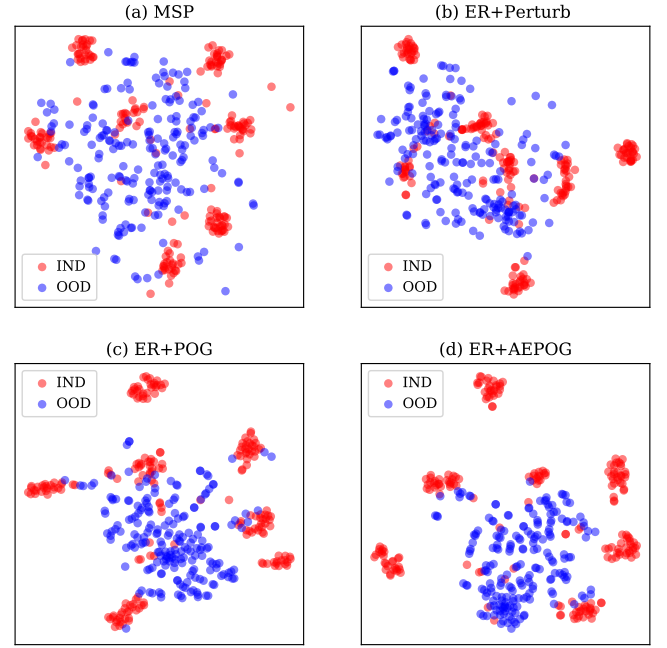 (a) MSP
IND
OOD
(b) ER+Perturb
IND
OOD
(c) ER+POG
IND
OOD
(d) ER+AEPOG
IND
OOD